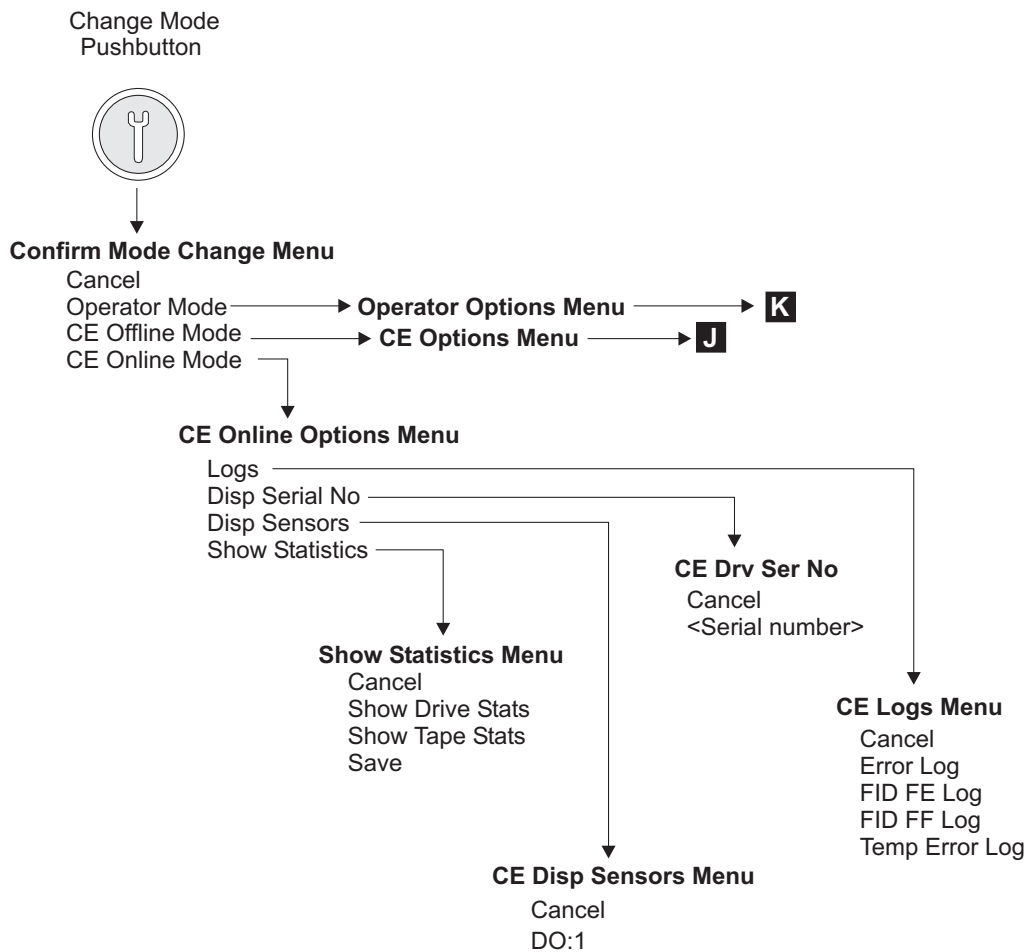 Change Mode
Pushbutton
Confirm Mode Change Menu
Cancel
Operator Mode
Operator Options Menu
K
CE Offline Mode
CE Options Menu
J
CE Online Mode
CE Online Options Menu
Logs
Disp Serial No
Disp Sensors
Show Statistics
CE Drv Ser No
Cancel
<Serial number>
Show Statistics Menu
Cancel
Show Drive Stats
Show Tape Stats
Save
CE Logs Menu
Cancel
Error Log
FID FE Log
FID FF Log
Temp Error Log
CE Disp Sensors Menu
Cancel
DO:1